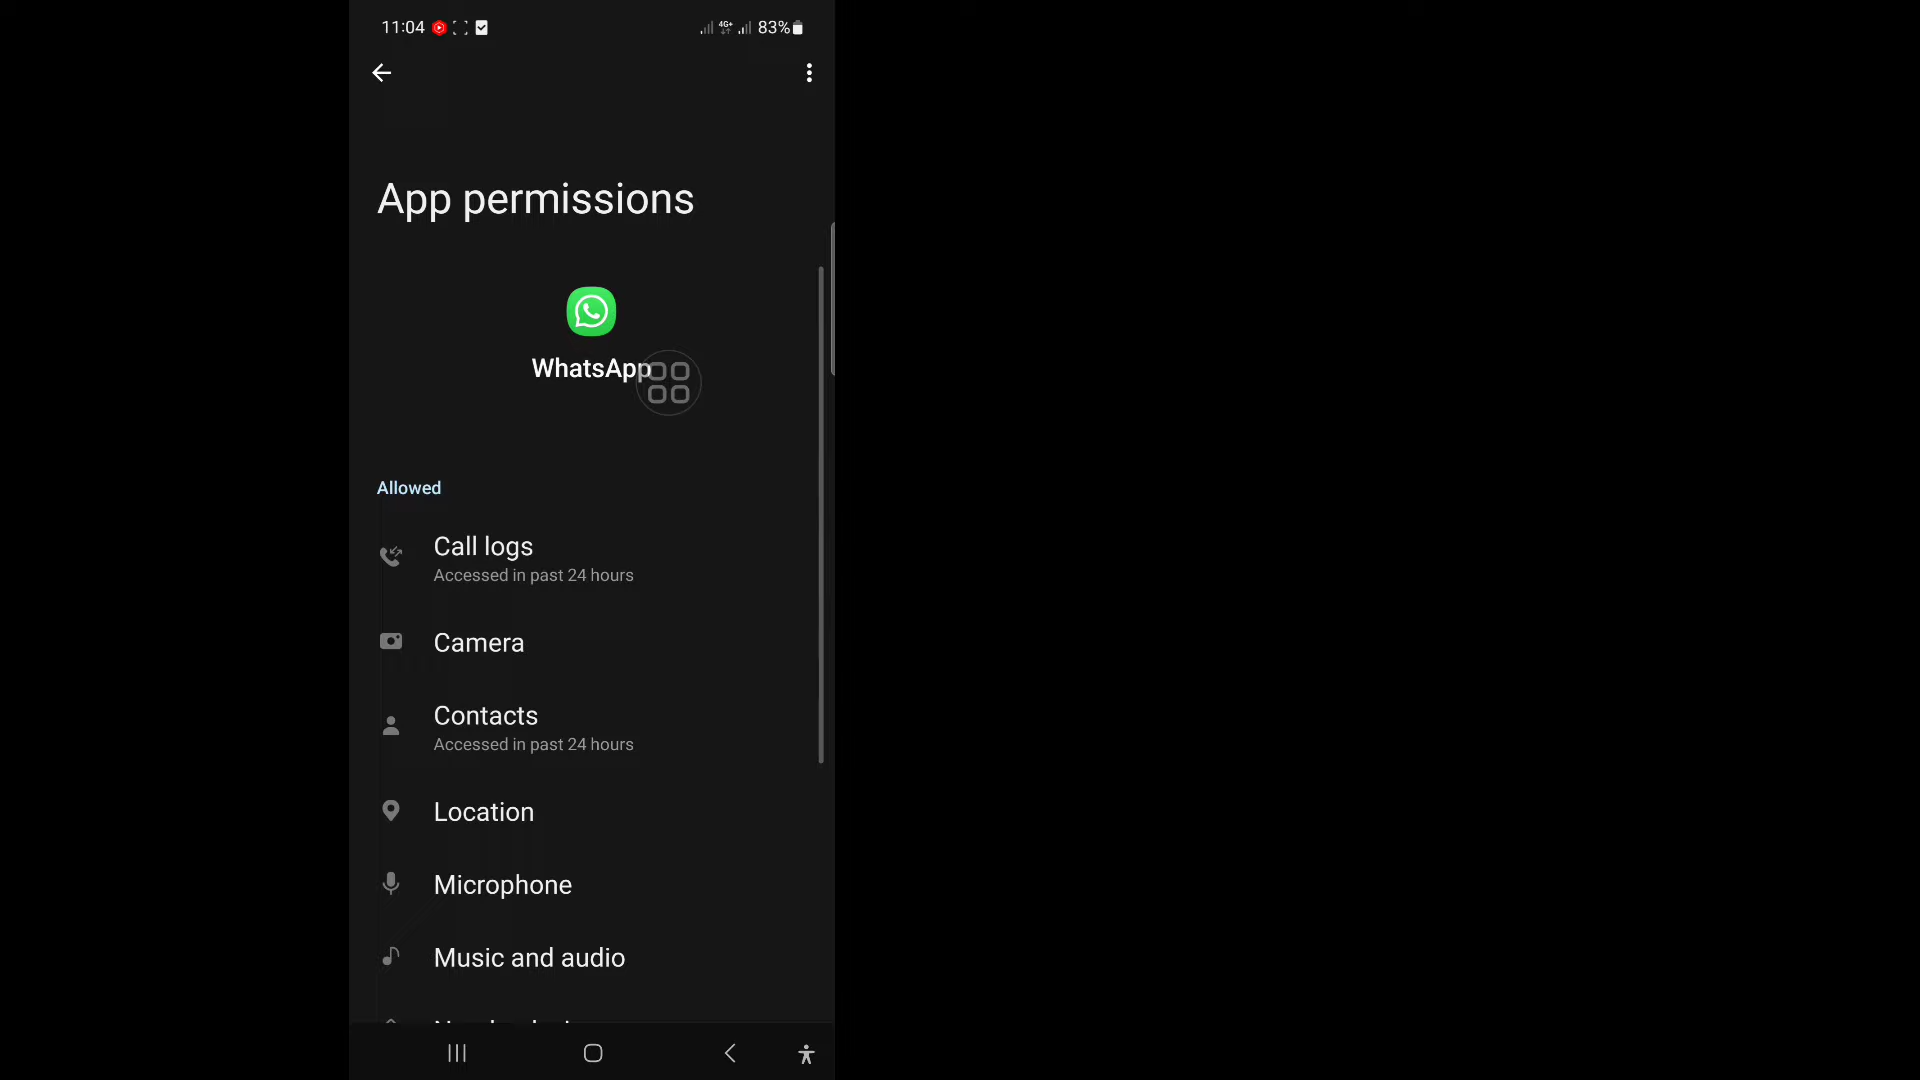 11:04
4G+
83%
App permissions
WhatsApp
Allowed
Call logs
Accessed in past 24 hours
Camera
Contacts
Accessed in past 24 hours
Location
Microphone
Music and audio